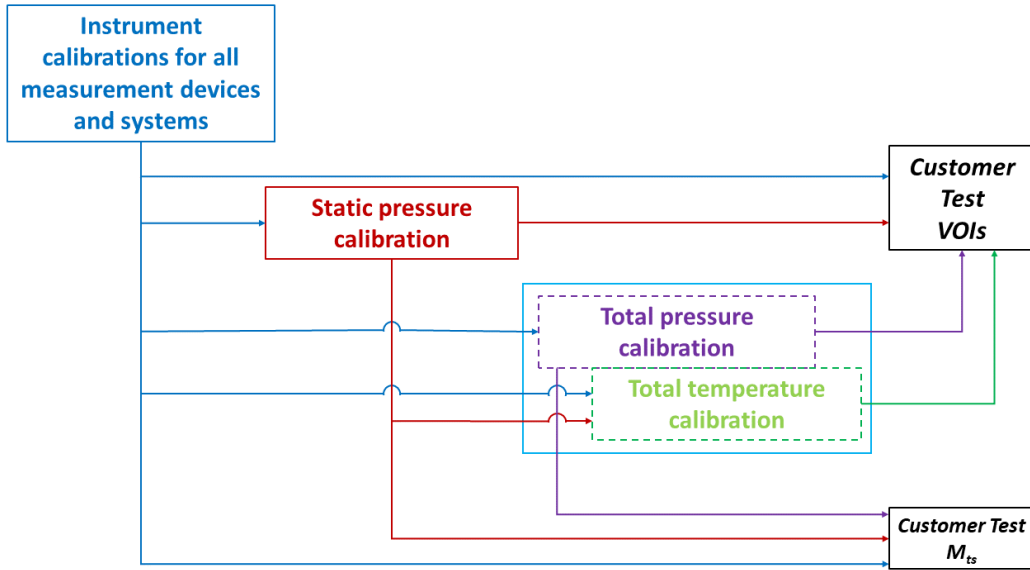 Instrument
calibrations for all
measurement devices
and systems
Customer
Test
VOIs
Static pressure
calibration
Total pressure
calibration
Total temperature
calibration
Customer Test
Mts